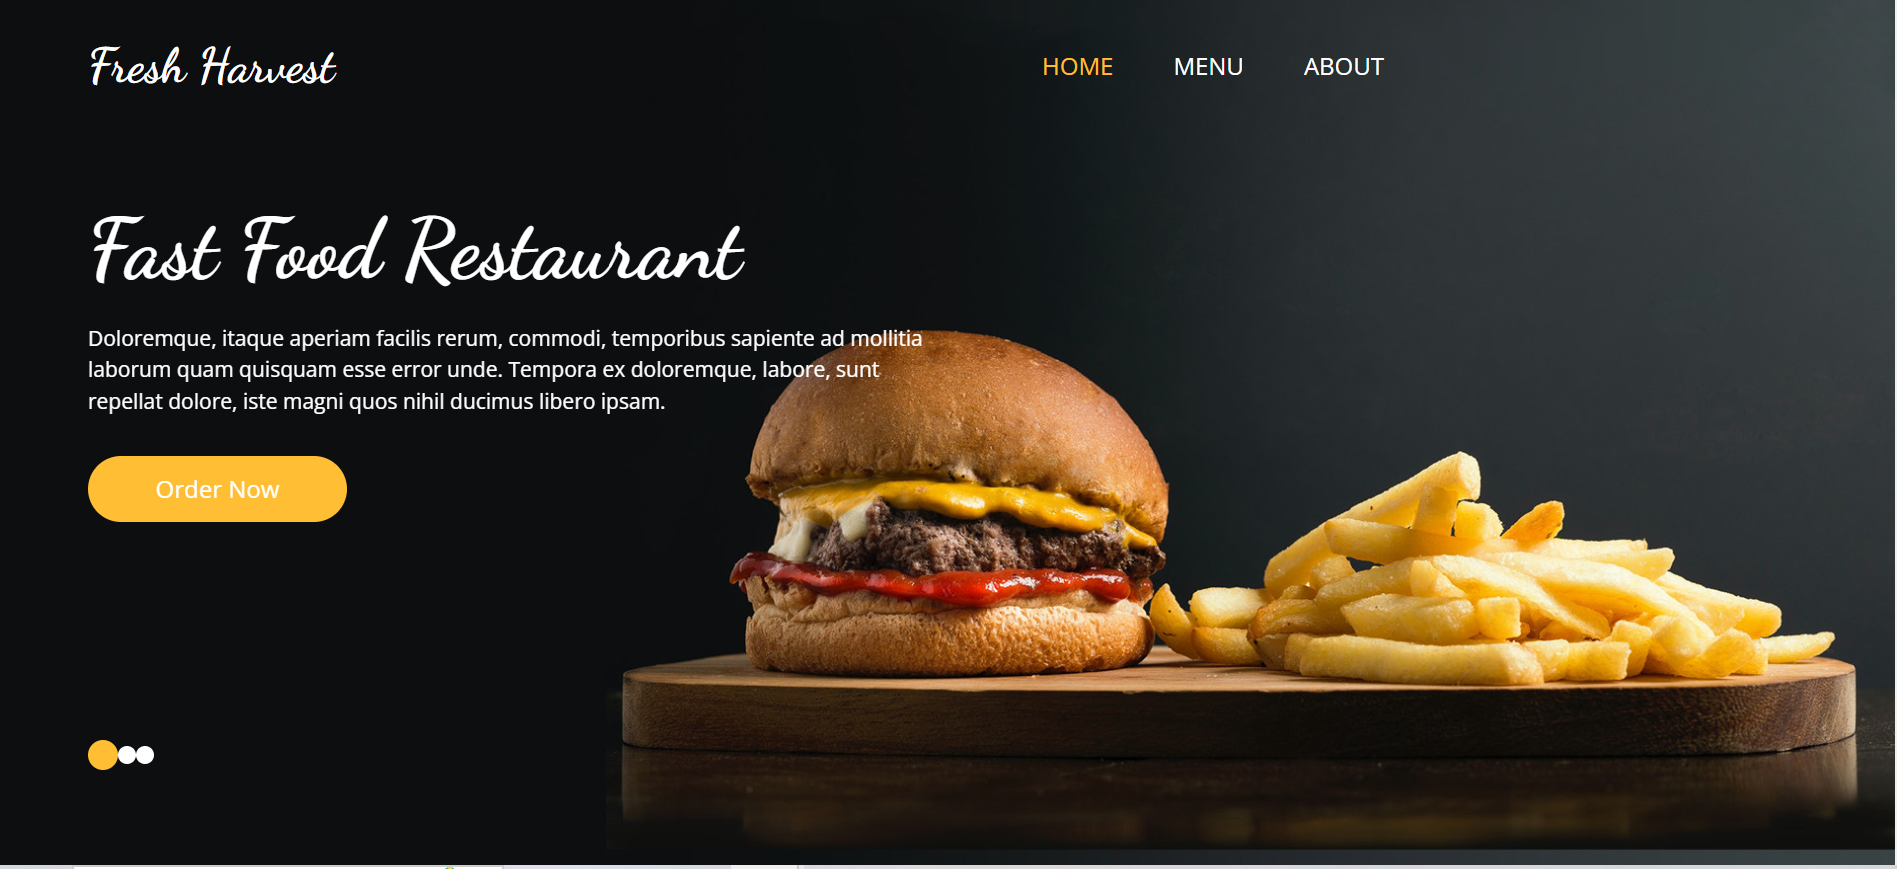 Fresh Harvest
HOME MENU ABOUT
Fast Food Restaurant
Doloremque, itaque aperiam facilis rerum, commodi, temporibus sapiente ad mollitia
laborum quam quisquam esse error unde. Tempora ex doloremque, labore, sunt
repellat dolore, iste magni quos nihil ducimus libero ipsam.
Order Now